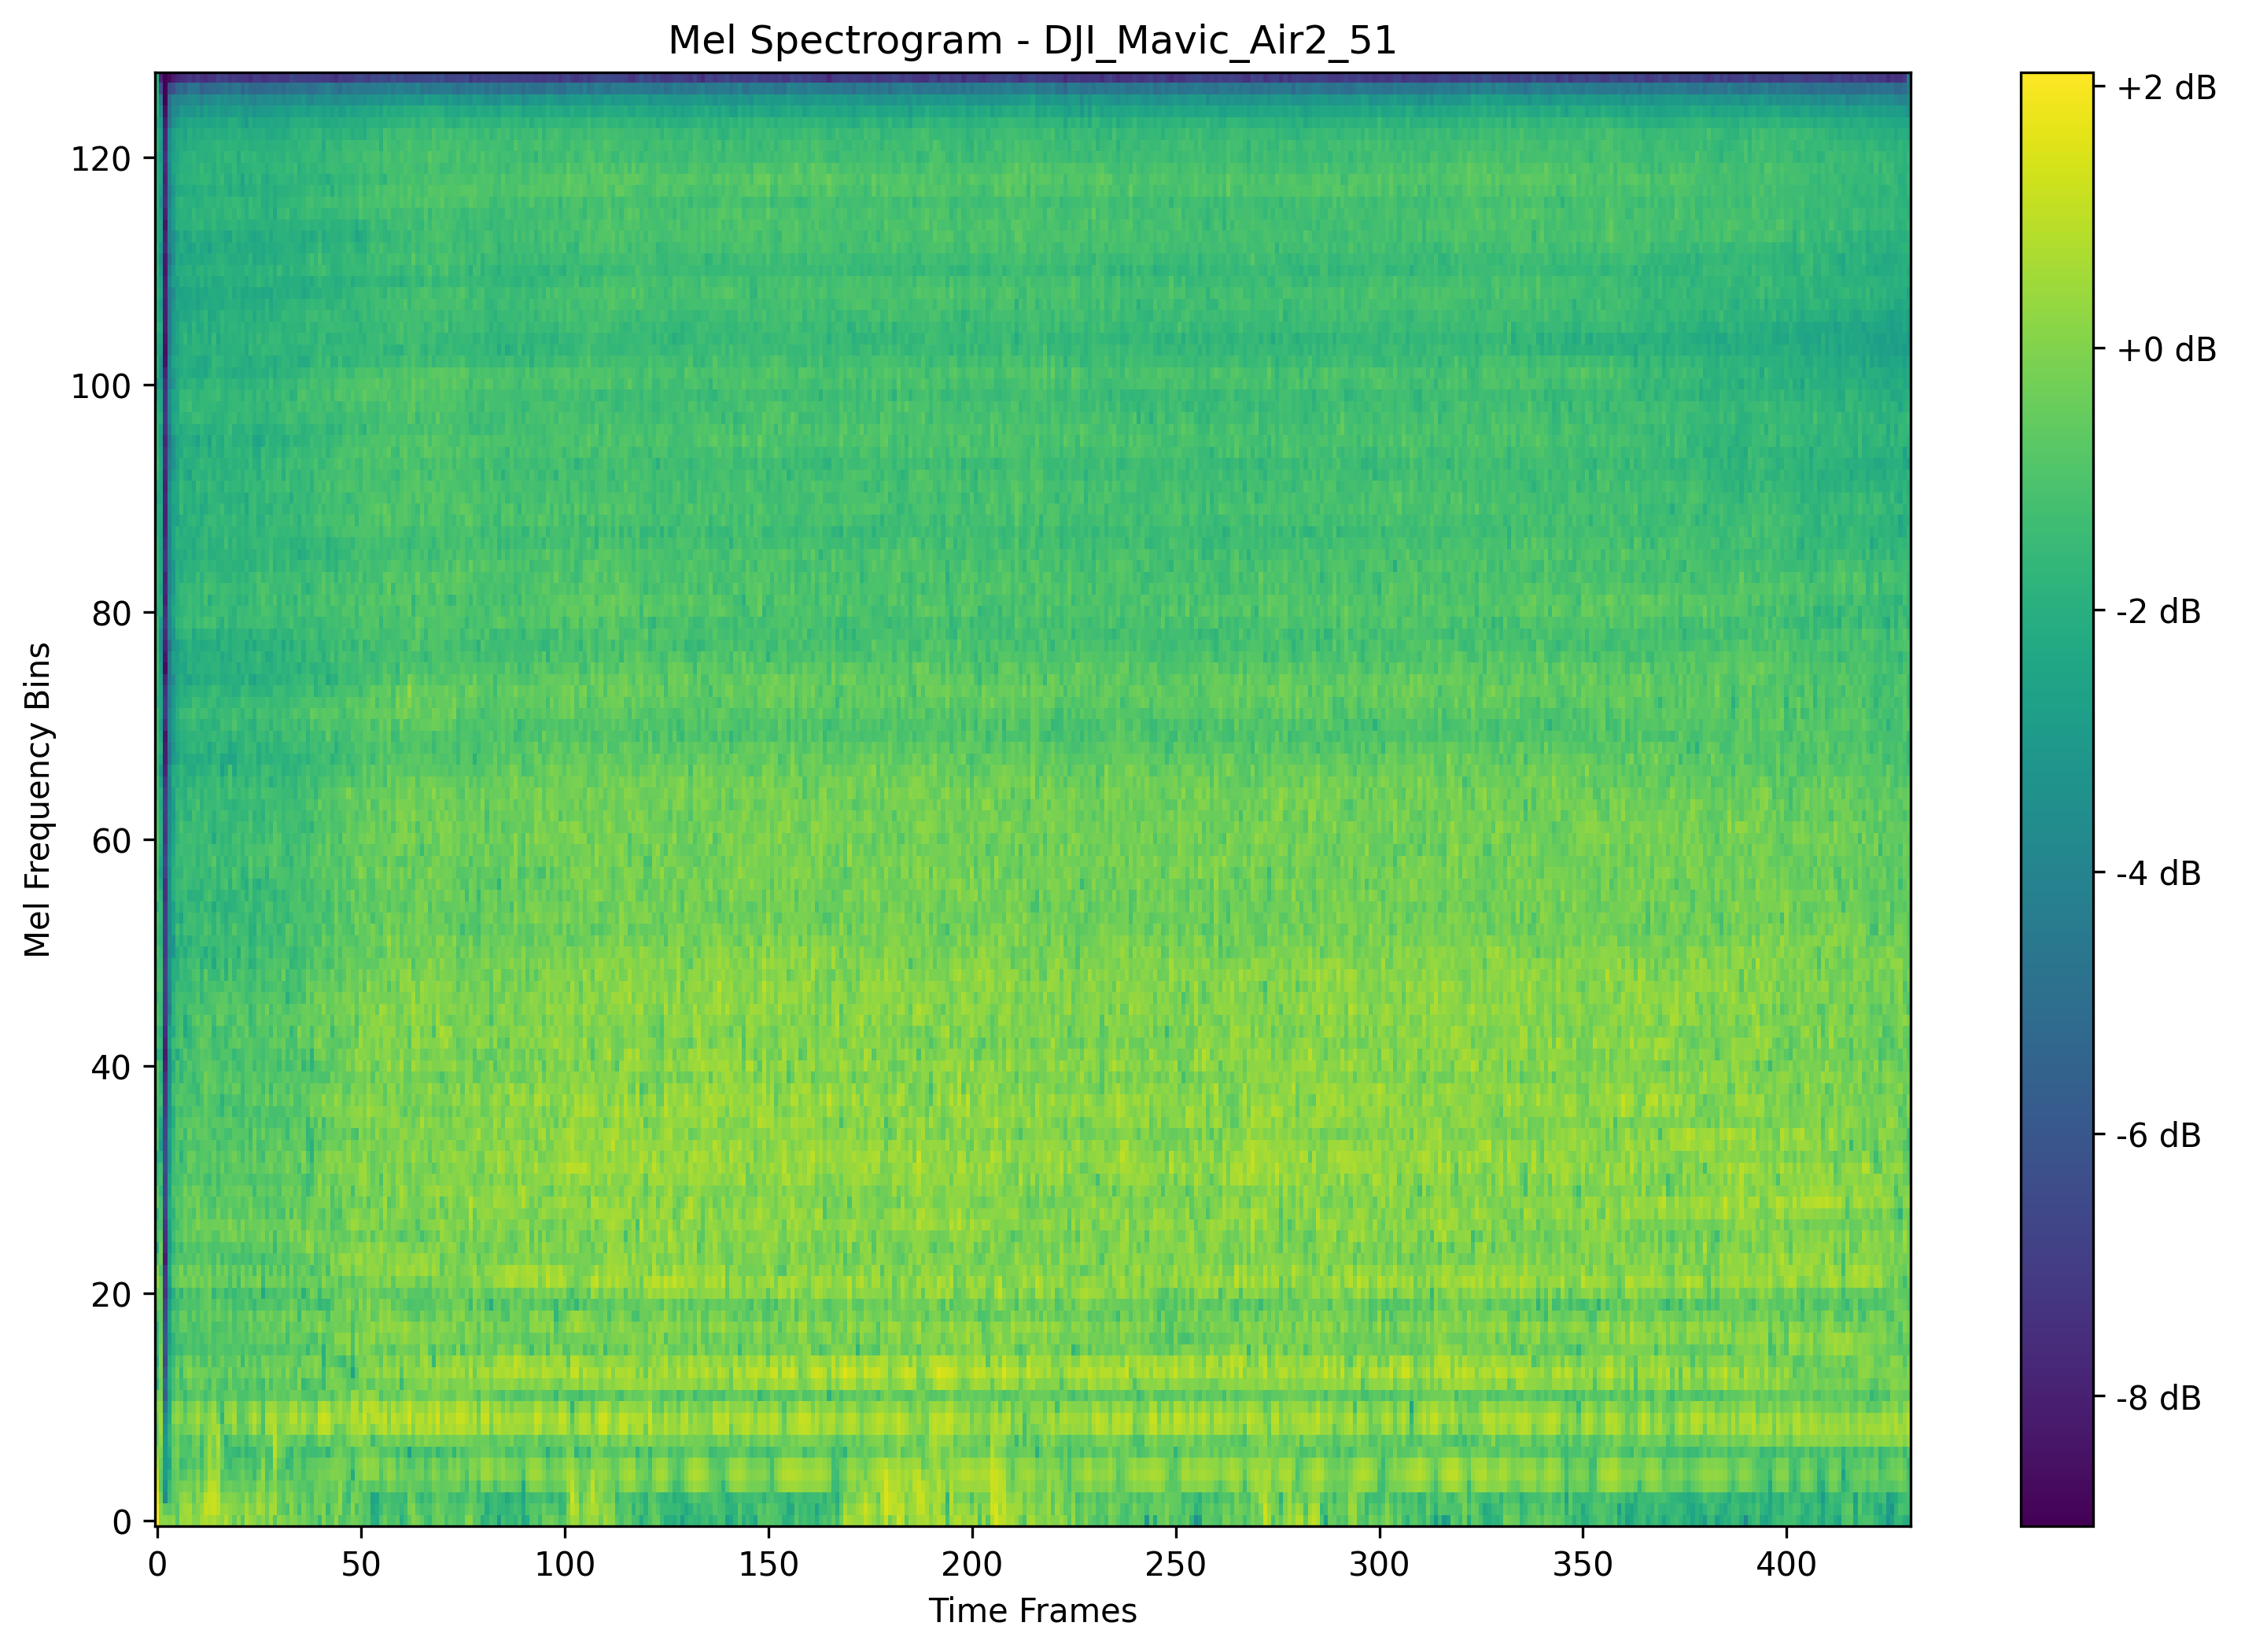 Mel Spectrogram - DJI_Mavic_Air2_51
Mel Frequency Bins
120
100
80
60
40
20
0
0 50 100 150 200 250 300 350 400
Time Frames
+2 dB
+0 dB
-2 dB
-4 dB
-6 dB
-8 dB